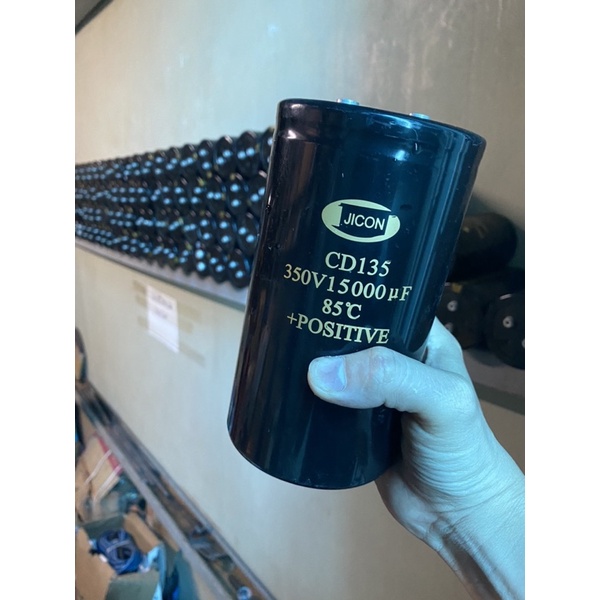 JICON
CD135
350V15000μF
85℃
+POSITIVE